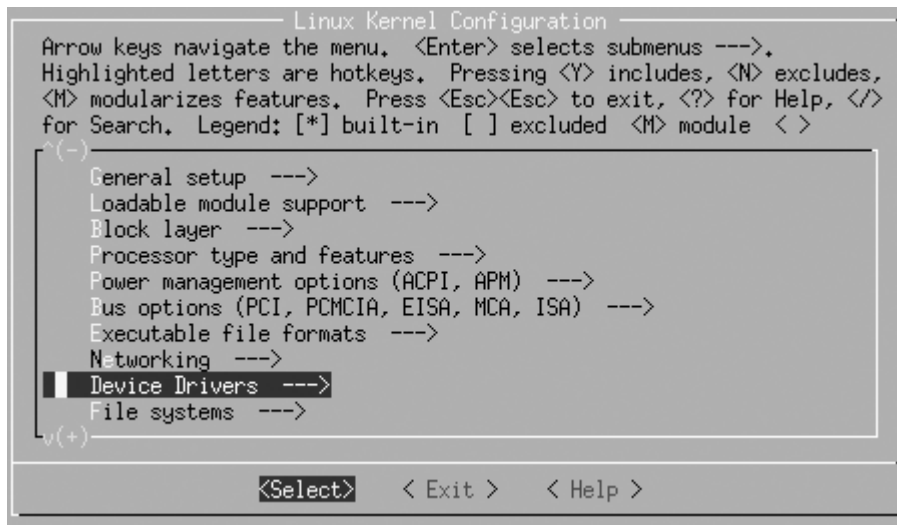 Linux Kernel Configuration
Arrow keys navigate the menu. <Enter> selects submenus --->.
Highlighted letters are hotkeys. Pressing <Y> includes, <N> excludes,
<M> modularizes features. Press <Esc><Esc> to exit, <?> for Help, </>
for Search. Legend: [*] built-in [ ] excluded <M> module < >
^(-)
General setup --->
Loadable module support --->
Block layer --->
Processor type and features --->
Power management options (ACPI, APM) --->
Bus options (PCI, PCMCIA, EISA, MCA, ISA) --->
Executable file formats --->
Networking --->
Device Drivers --->
File systems --->
v(+)
<Select> < Exit > < Help >